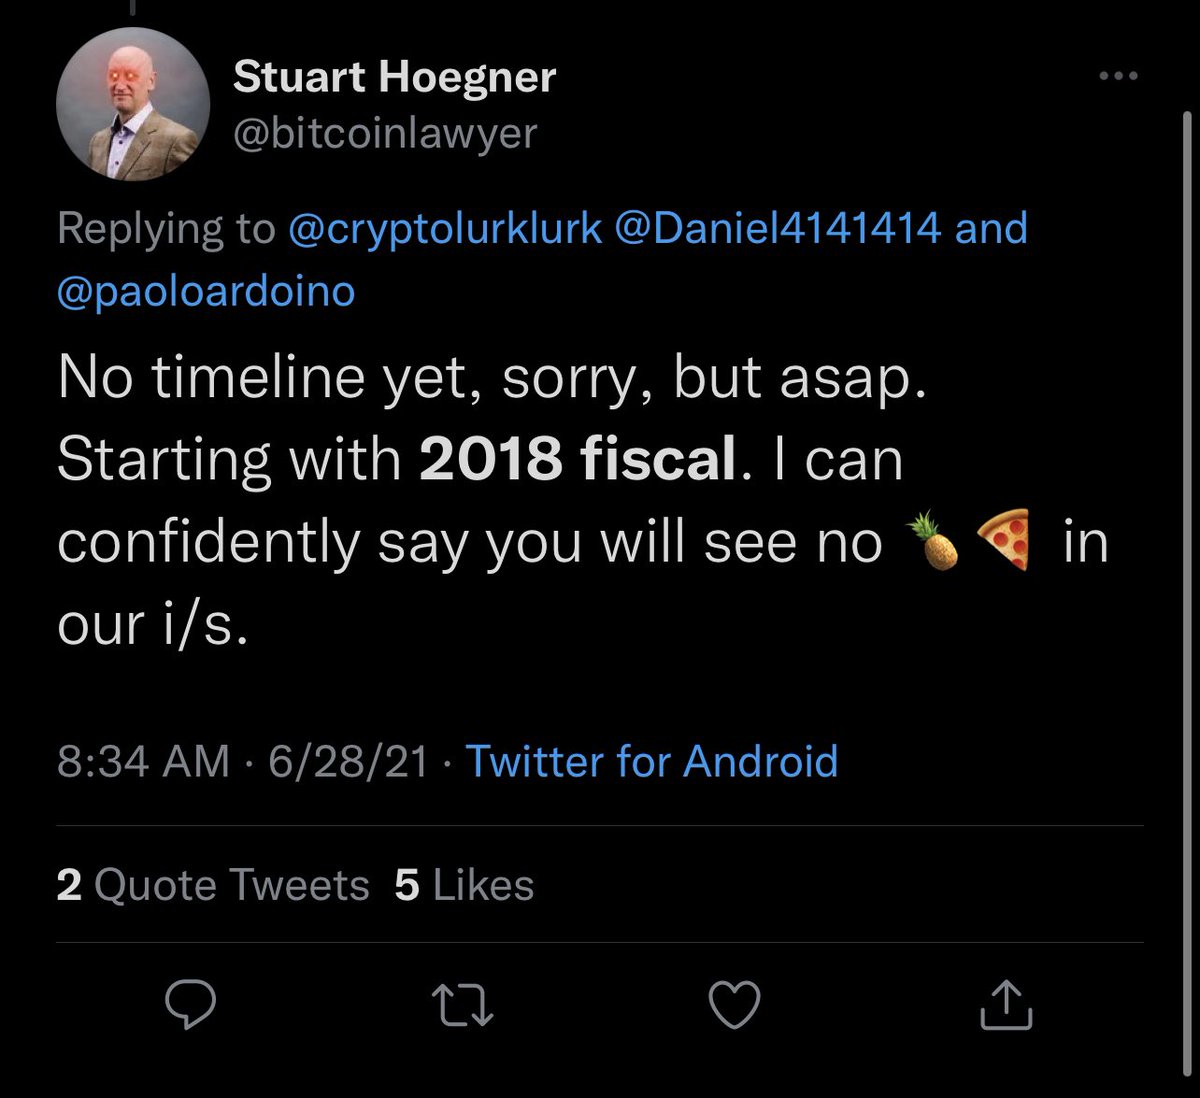 Stuart Hoegner
@bitcoinlawyer
Replying to @cryptolurklurk @Daniel4141414 and
@paoloardoino
No timeline yet, sorry, but asap.
Starting with 2018 fiscal. I can
confidently say you will see no 🍍🍕 in
our i/s.
8:34 AM · 6/28/21 · Twitter for Android
2 Quote Tweets 5 Likes